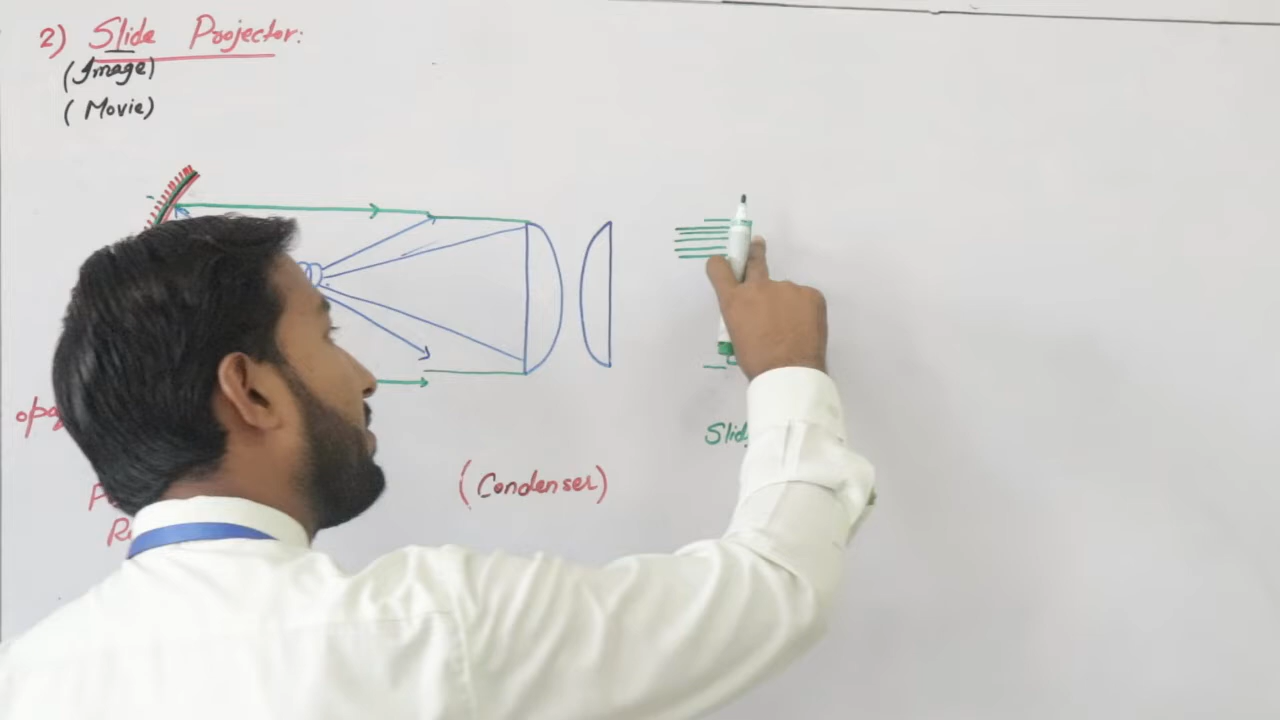 2) Slide Projector:
(Image)
(Movie)
(Condenser)